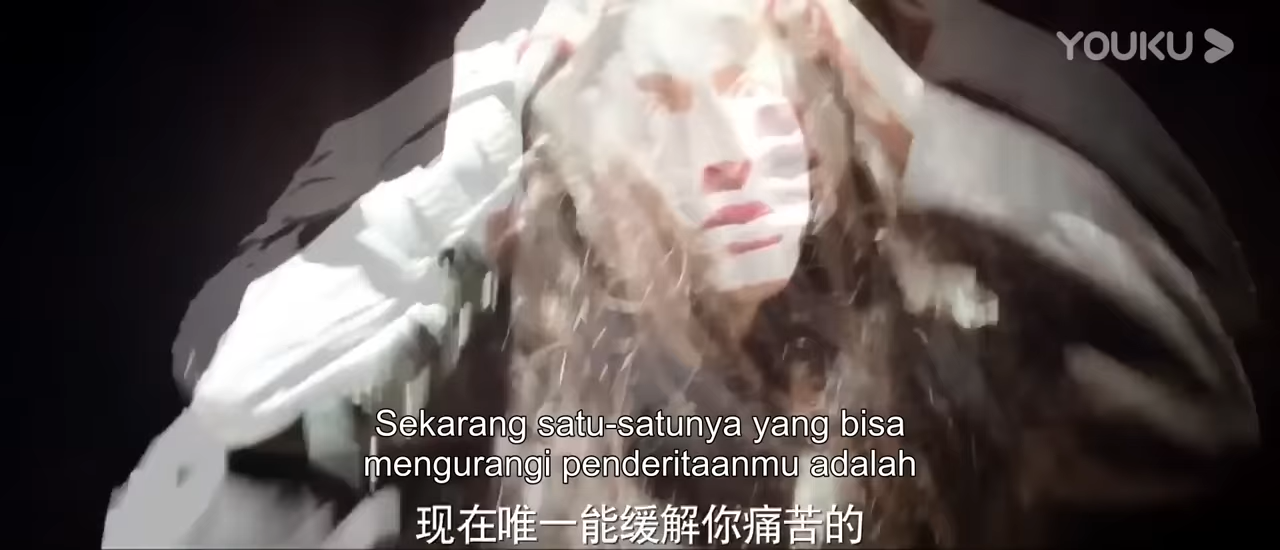 YOUKU
Sekarang satu-satunya yang bisa
mengurangi penderitaanmu adalah
现在唯一能缓解你痛苦的